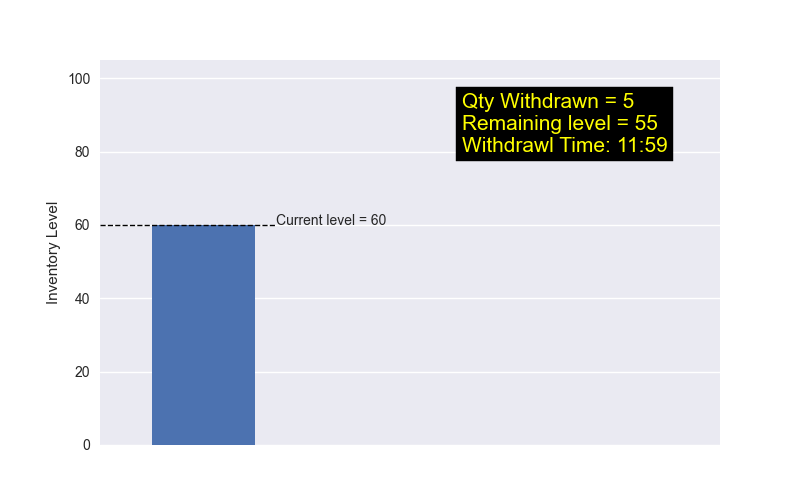 100
80
60
40
20
0
Inventory Level
Current level = 60
Qty Withdrawn = 5
Remaining level = 55
Withdrawl Time: 11:59